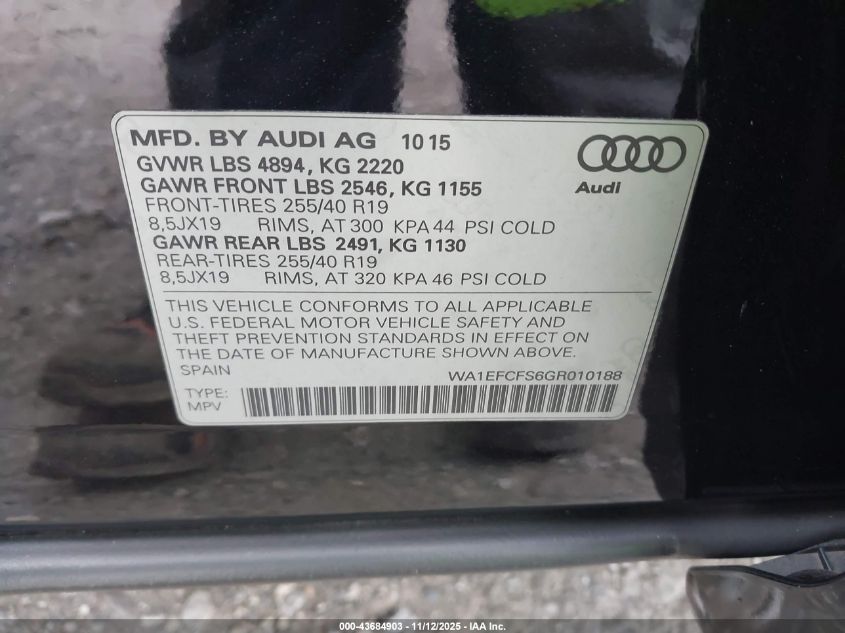 MFD. BY AUDI AG 10 15
GVWR LBS 4894, KG 2220
GAWR FRONT LBS 2546, KG 1155
FRONT-TIRES 255/40 R19
8,5JX19 RIMS, AT 300 KPA 44 PSI COLD
GAWR REAR LBS 2491, KG 1130
REAR-TIRES 255/40 R19
8,5JX19 RIMS, AT 320 KPA 46 PSI COLD
Audi
THIS VEHICLE CONFORMS TO ALL APPLICABLE
U.S. FEDERAL MOTOR VEHICLE SAFETY AND
THEFT PREVENTION STANDARDS IN EFFECT ON
THE DATE OF MANUFACTURE SHOWN ABOVE.
SPAIN WA1EFCFS6GR010188
TYPE:
MPV
000-43684903 - 11/12/2025 - IAA Inc.